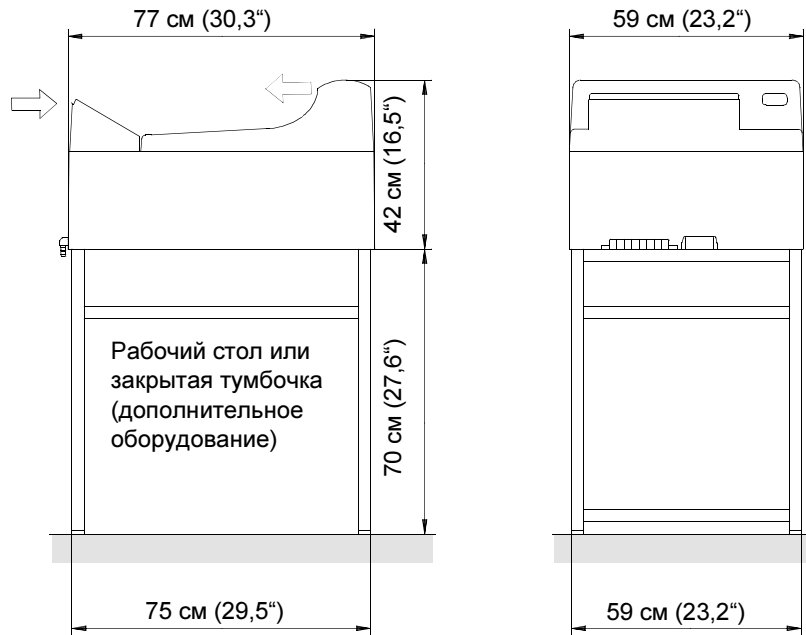 77 см (30,3“)
59 см (23,2“)
42 см (16,5“)
Рабочий стол или
закрытая тумбочка
(дополнительное
оборудование)
70 см (27,6“)
75 см (29,5“)
59 см (23,2“)